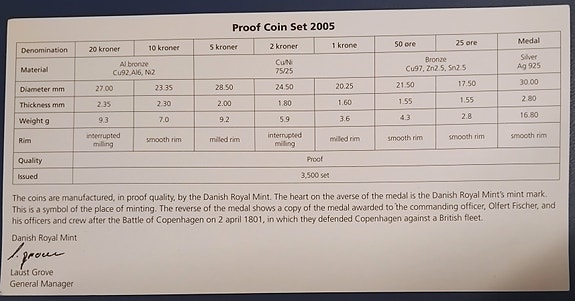 Proof Coin Set 2005
Denomination 20 kroner 10 kroner 5 kroner 2 kroner 1 krone 50 øre 25 øre Medal
Material Al.bronze Cu92,Al6, Ni2 Cu/Ni 75/25 Bronze Cu97, Zn2.5, Sn2.5 Silver Ag 925
Diameter mm 27.00 23.35 28.50 24.50 20.25 21.50 17.50 30.00
Thickness mm 2.35 2.30 2.00 1.80 1.60 1.55 1.55 2.80
Weight g 9.3 7.0 9.2 5.9 3.6 4.3 2.8 16.80
Rim interrupted milling smooth rim milled rim interrupted milling milled rim smooth rim smooth rim smooth rim
Quality Proof
Issued 3,500 set
The coins are manufactured, in proof quality, by the Danish Royal Mint. The heart on the averse of the medal is the Danish Royal Mint's mint mark.
This is a symbol of the place of minting. The reverse of the medal shows a copy of the medal awarded to the commanding officer, Olfert Fischer, and
his officers and crew after the Battle of Copenhagen on 2 april 1801, in which they defended Copenhagen against a British fleet.
Danish Royal Mint
Laust Grove
General Manager